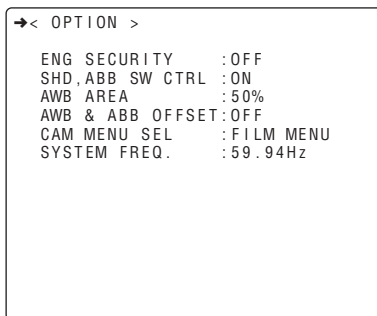 ➔< OPTION >
ENG SECURITY :OFF
SHD,ABB SW CTRL :ON
AWB AREA :50%
AWB & ABB OFFSET:OFF
CAM MENU SEL :FILM MENU
SYSTEM FREQ. :59.94Hz